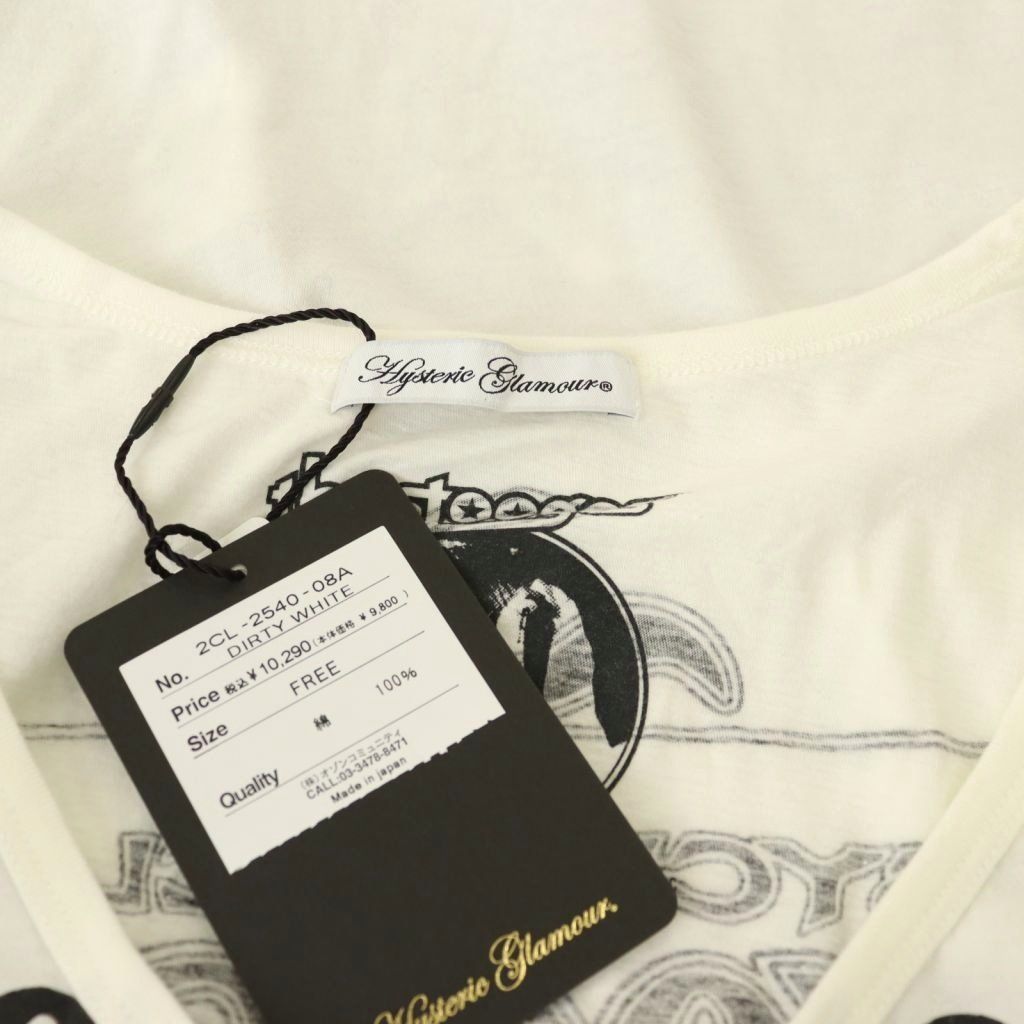 Hysteric Glamour®
No. 2CL-2540-08A
DIRTY WHITE
Price 税込¥10,290(本体価格 ¥9,800 )
Size FREE
綿 100%
Quality
(株)オゾンコミュニティ
CALL:03-3478-8471
Made in japan
Hysteric Glamour.